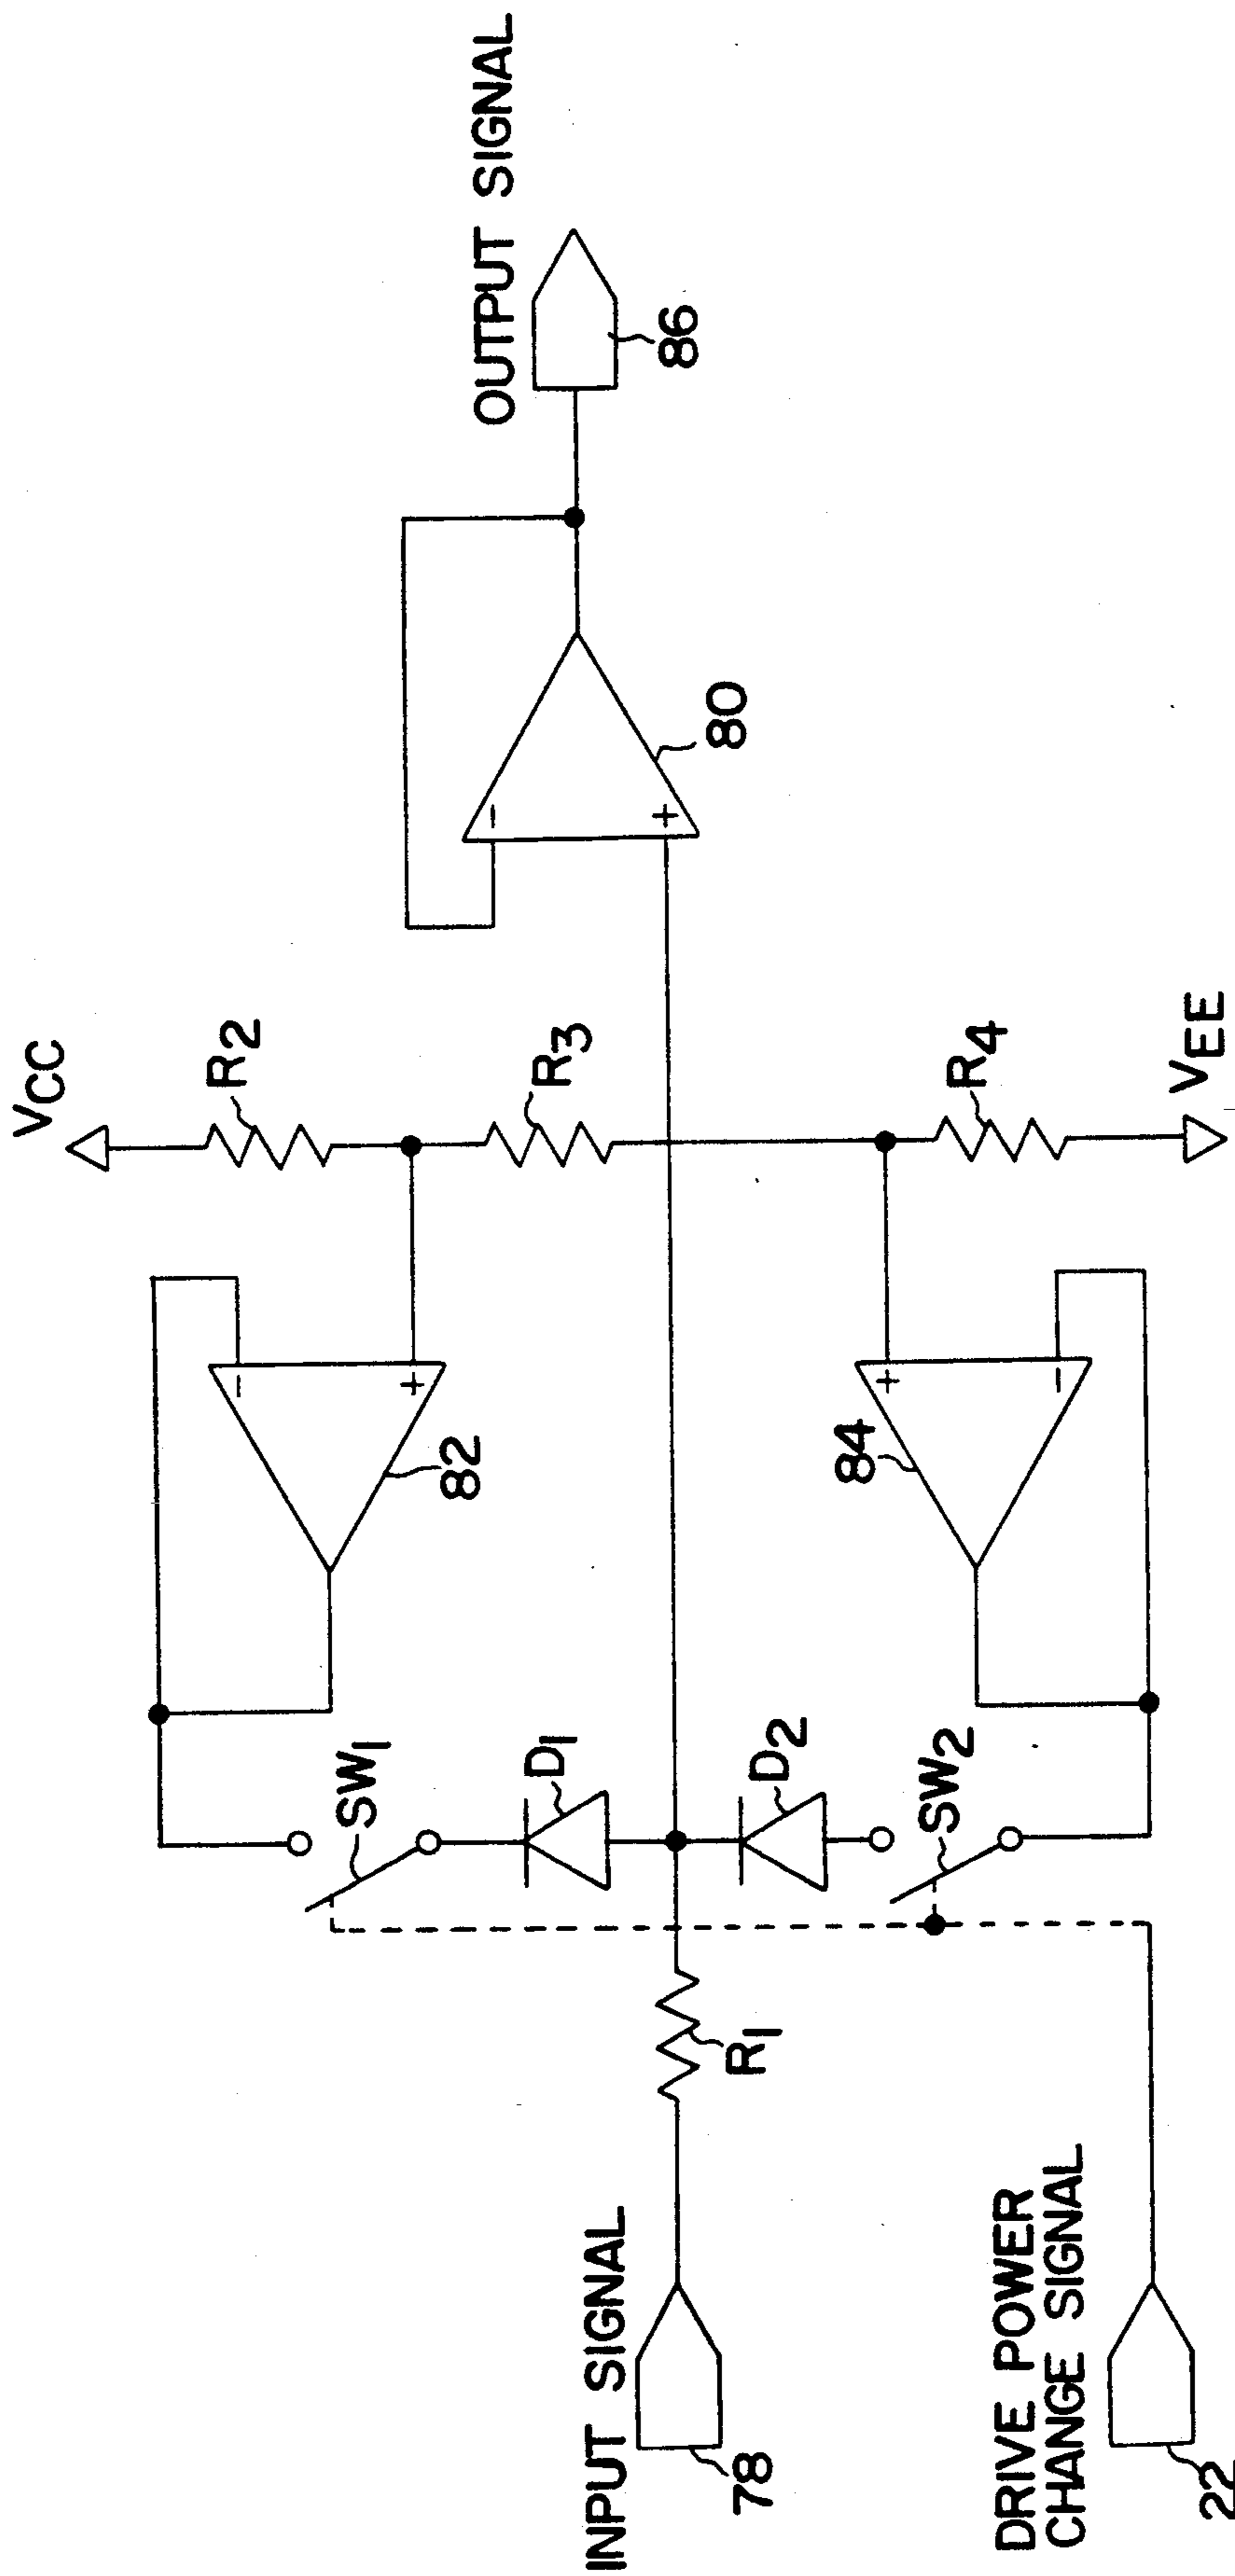 VCC
R2
R3
R4
VEE
82
-
+
84
+
-
80
-
+
OUTPUT SIGNAL
86
SW1
D1
D2
SW2
R1
INPUT SIGNAL
78
DRIVE POWER
CHANGE SIGNAL
22